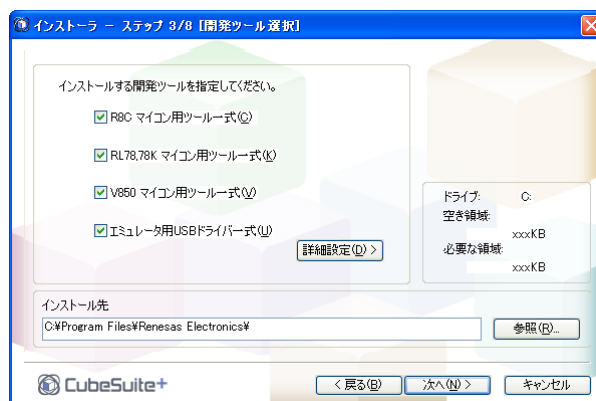 インストーラ － ステップ 3/8 [開発ツール選択]
インストールする開発ツールを指定してください。
R8C マイコン用ツール一式(C)
RL78,78K マイコン用ツール一式(K)
V850 マイコン用ツール一式(V)
エミュレータ用USBドライバ一式(U)
詳細設定(D) >
ドライブ: C:
空き領域:
xxxKB
必要な領域:
xxxKB
インストール先
C:¥Program Files¥Renesas Electronics¥
参照(R)...
CubeSuite+
< 戻る(B)
次へ(N) >
キャンセル